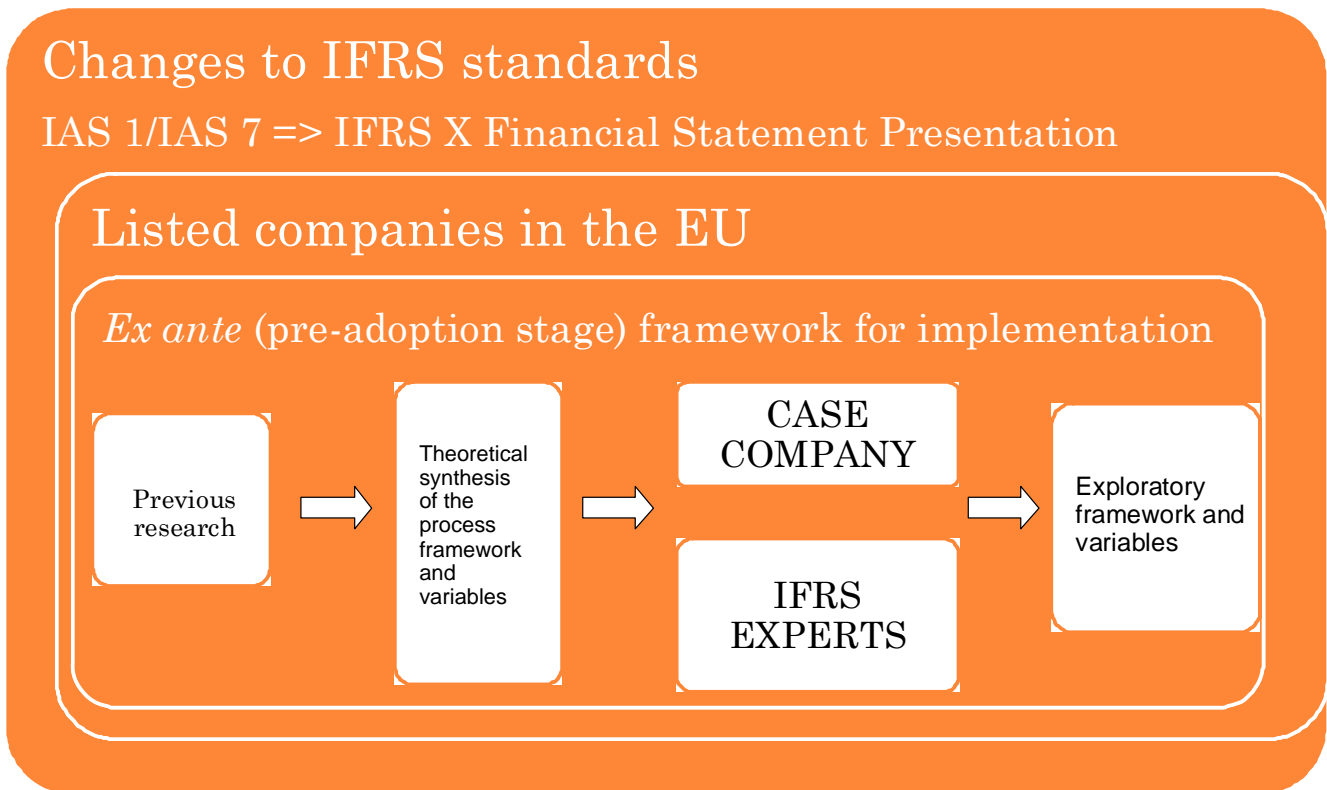 Changes to IFRS standards
IAS 1/IAS 7 => IFRS X Financial Statement Presentation
Listed companies in the EU
Ex ante (pre-adoption stage) framework for implementation
Previous
research
Theoretical
synthesis
of the
process
framework
and
variables
CASE
COMPANY
IFRS
EXPERTS
Exploratory
framework and
variables